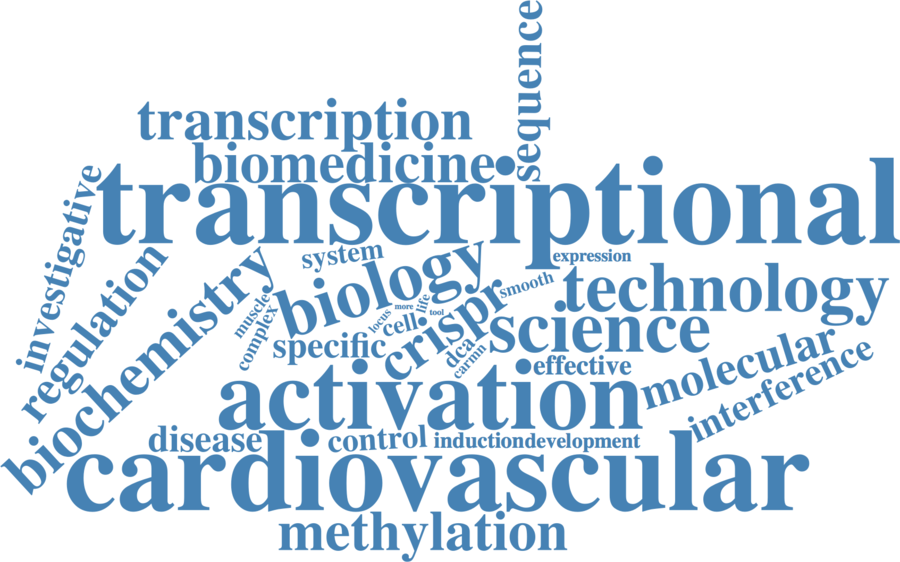 sequence
transcription
biomedicine
transcriptional
investigative
regulation
biochemistry
system
biology
expression
smooth
technology
muscle
complex
locus
more
life
tool
cell
crispr
science
specific
dcal
carmn
effective
activation
molecular
interference
disease
control
induction
development
cardiovascular
methylation